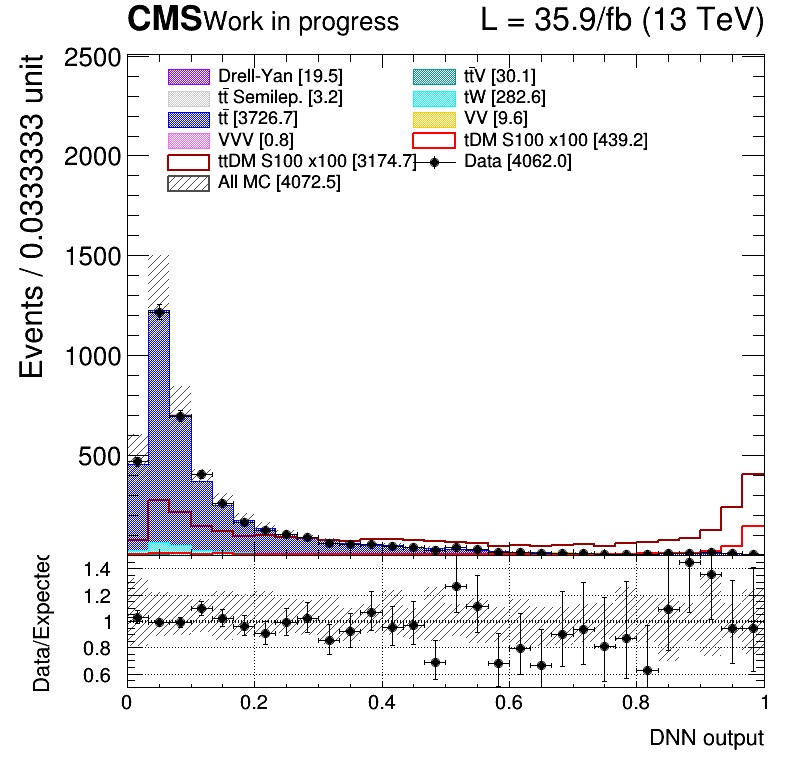 CMS Work in progress L = 35.9/fb (13 TeV)
Events / 0.0333333 unit
2500
2000
1500
1000
500
Drell-Yan [19.5]
tt̄V [30.1]
tt̄ Semilep. [3.2]
tW [282.6]
tt̄ [3726.7]
VV [9.6]
VVV [0.8]
tDM S100 x100 [439.2]
ttDM S100 x100 [3174.7]
Data [4062.0]
All MC [4072.5]
Data/Expected
1.4
1.2
1
0.8
0.6
0 0.2 0.4 0.6 0.8 1
DNN output